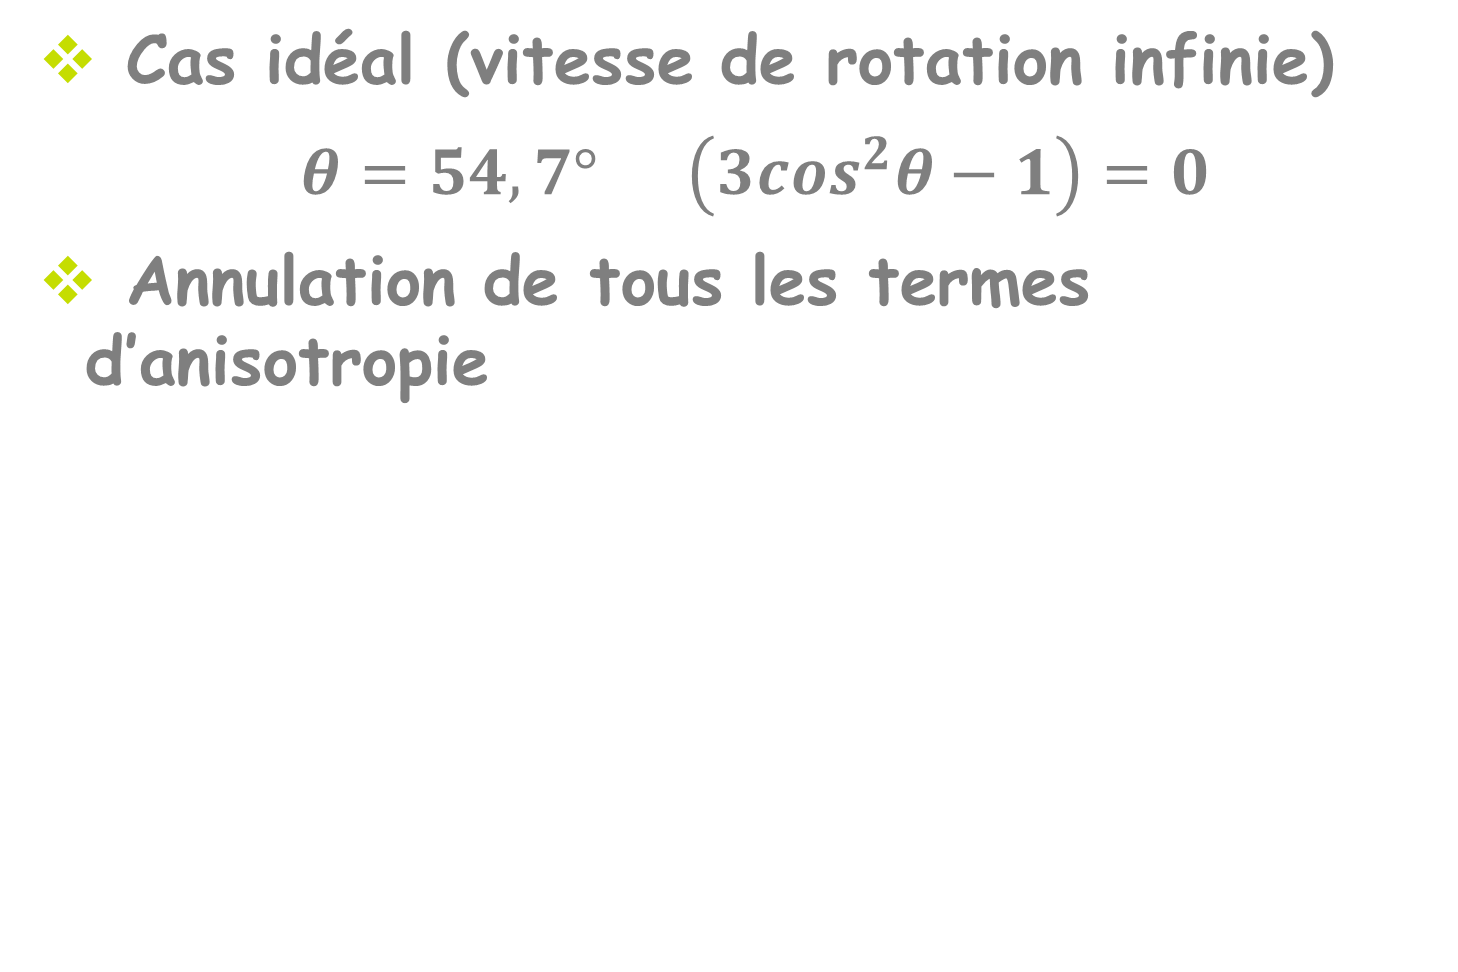 ❖ Cas idéal (vitesse de rotation infinie)
θ = 54,7° (3cos²θ − 1) = 0
❖ Annulation de tous les termes
d’anisotropie